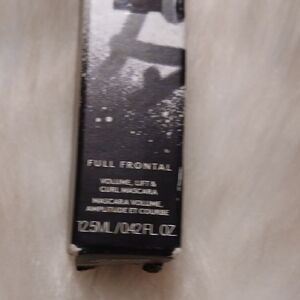 FULL FRONTAL
VOLUME, LIFT &
CURL MASCARA
MASCARA VOLUME,
AMPLITUDE ET COURBE
12.5ML/0.42 FL. OZ.